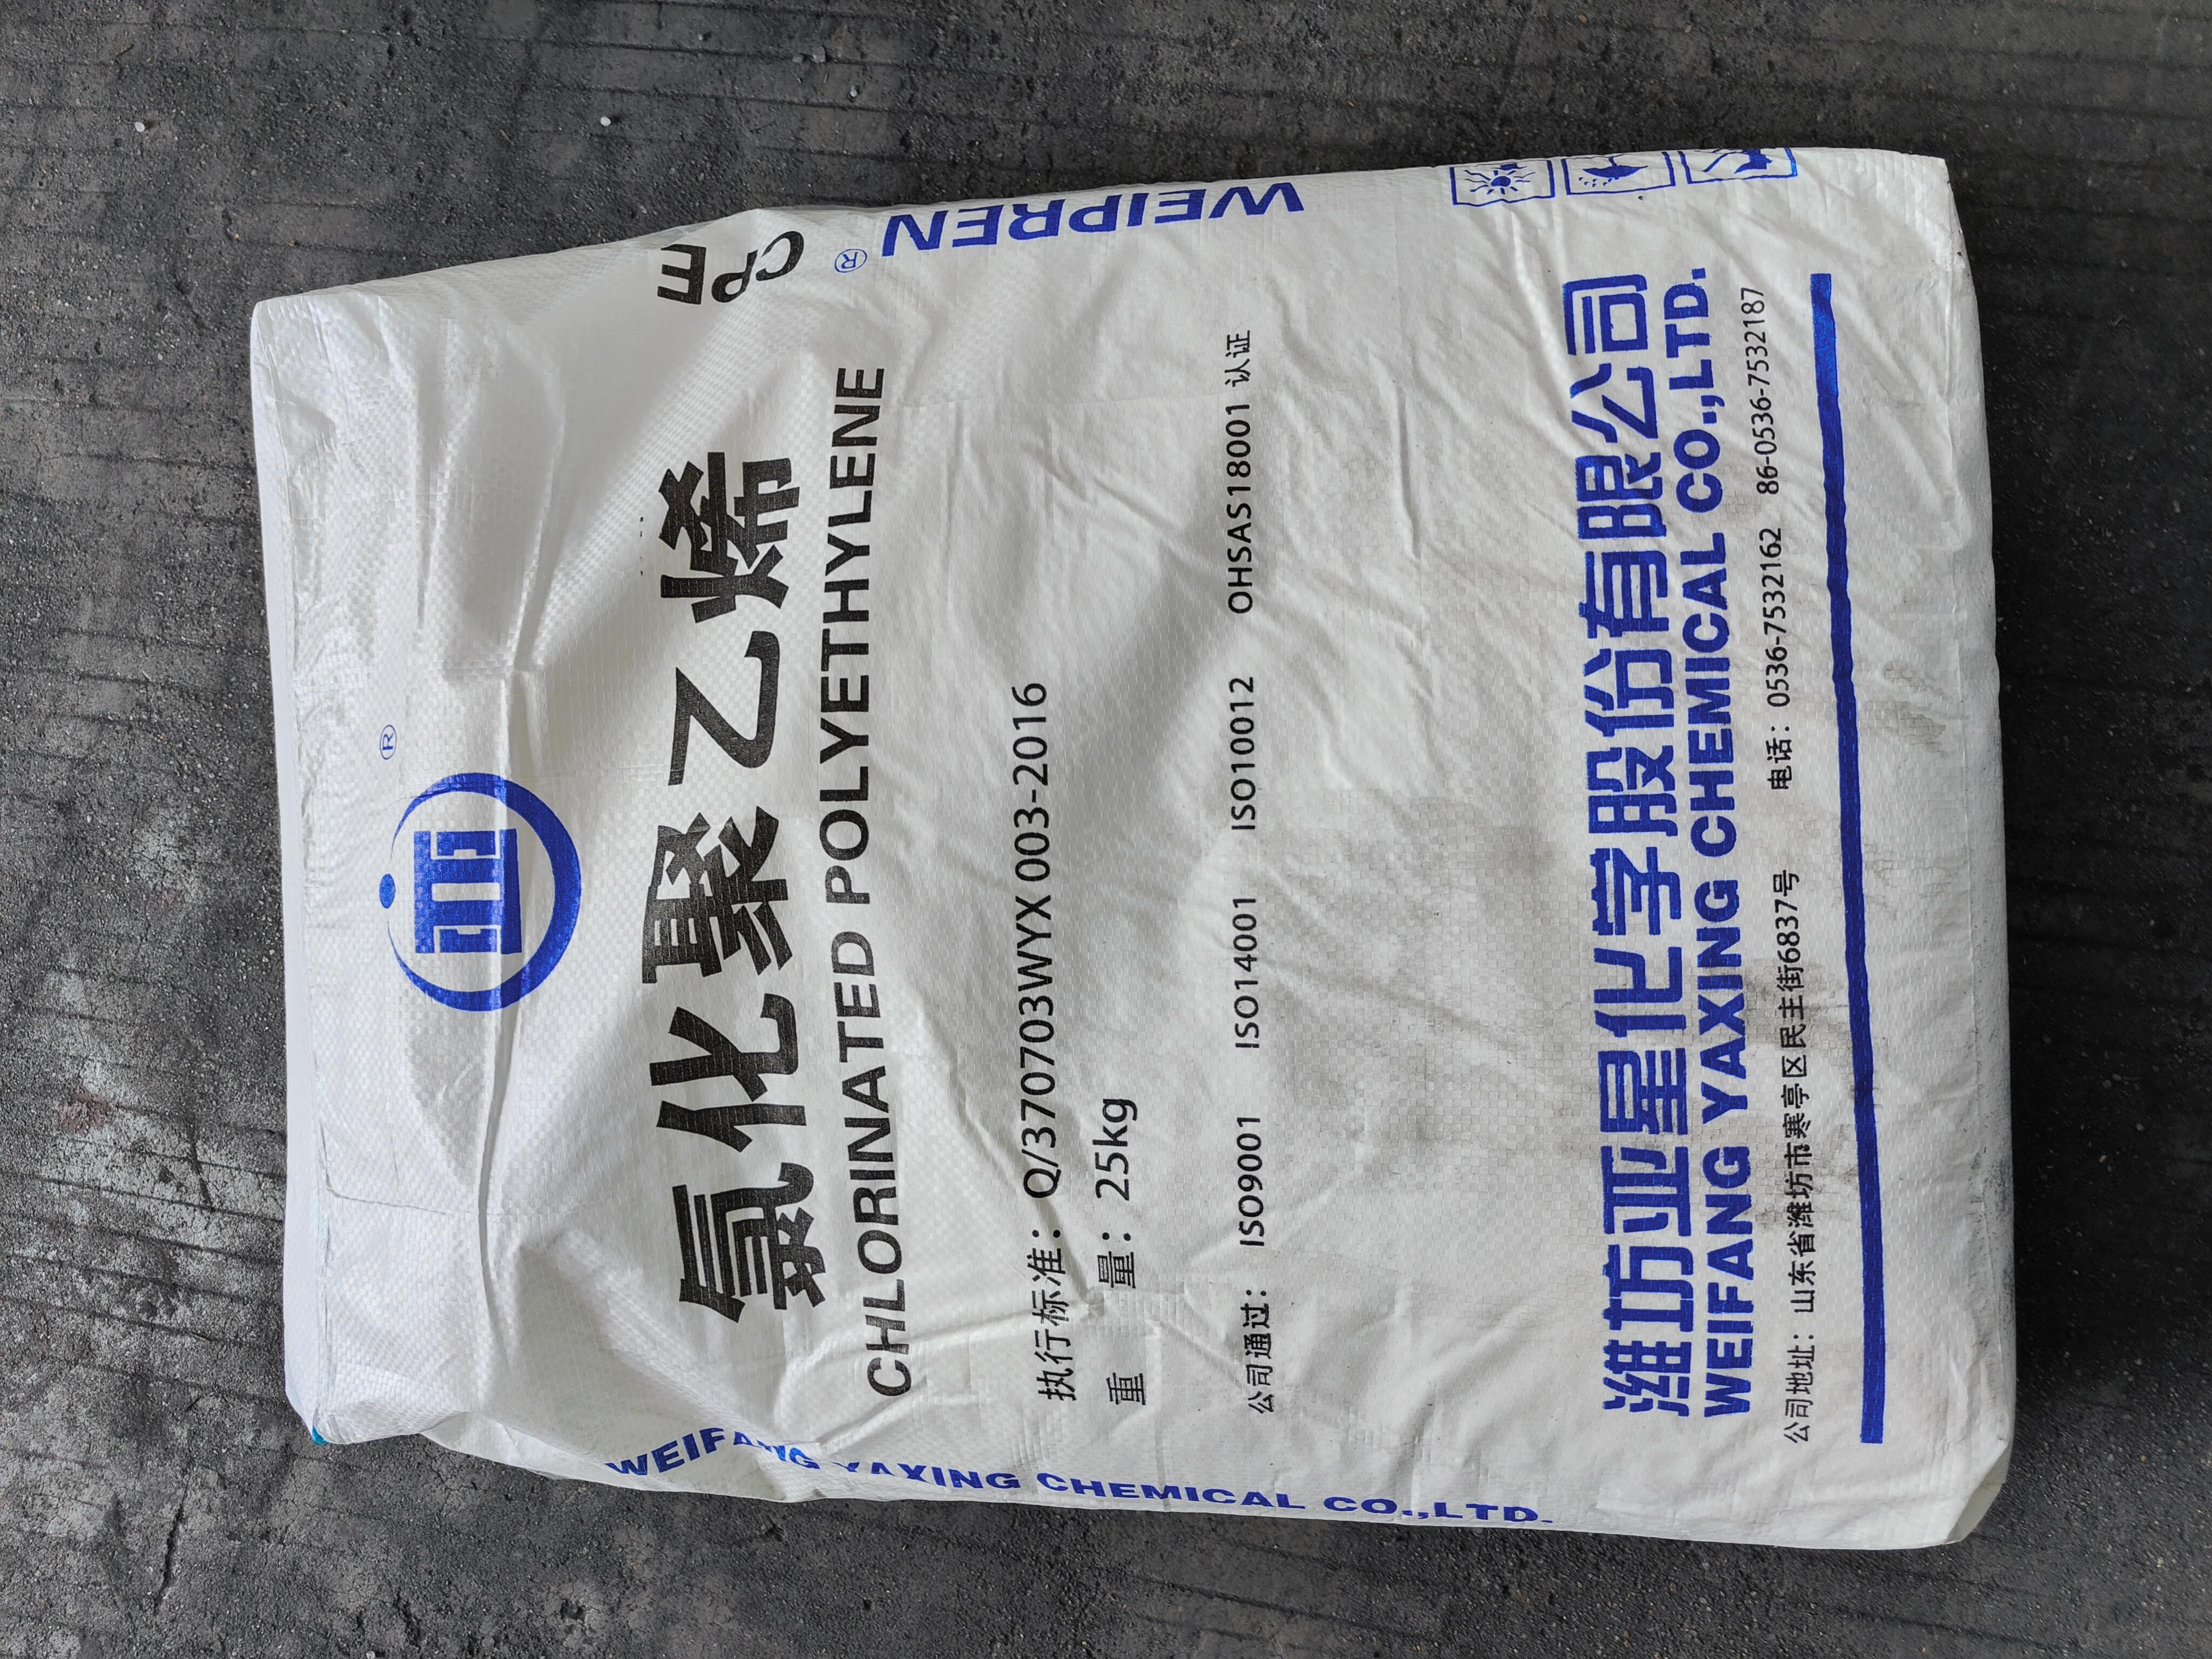 ®
氯化聚乙烯
CHLORINATED POLYETHYLENE
执行标准：Q/370703WYX 003-2016
重 量：25kg
公司通过： ISO9001 ISO14001 ISO10012 OHSAS18001 认证
潍坊亚星化学股份有限公司
WEIFANG YAXING CHEMICAL CO.,LTD.
公司地址：山东省潍坊市寒亭区民主街6837号 电话：0536-7532162 86-0536-7532187
WEIFANG YAXING CHEMICAL CO.,LTD.
CPE
WEIPREN®